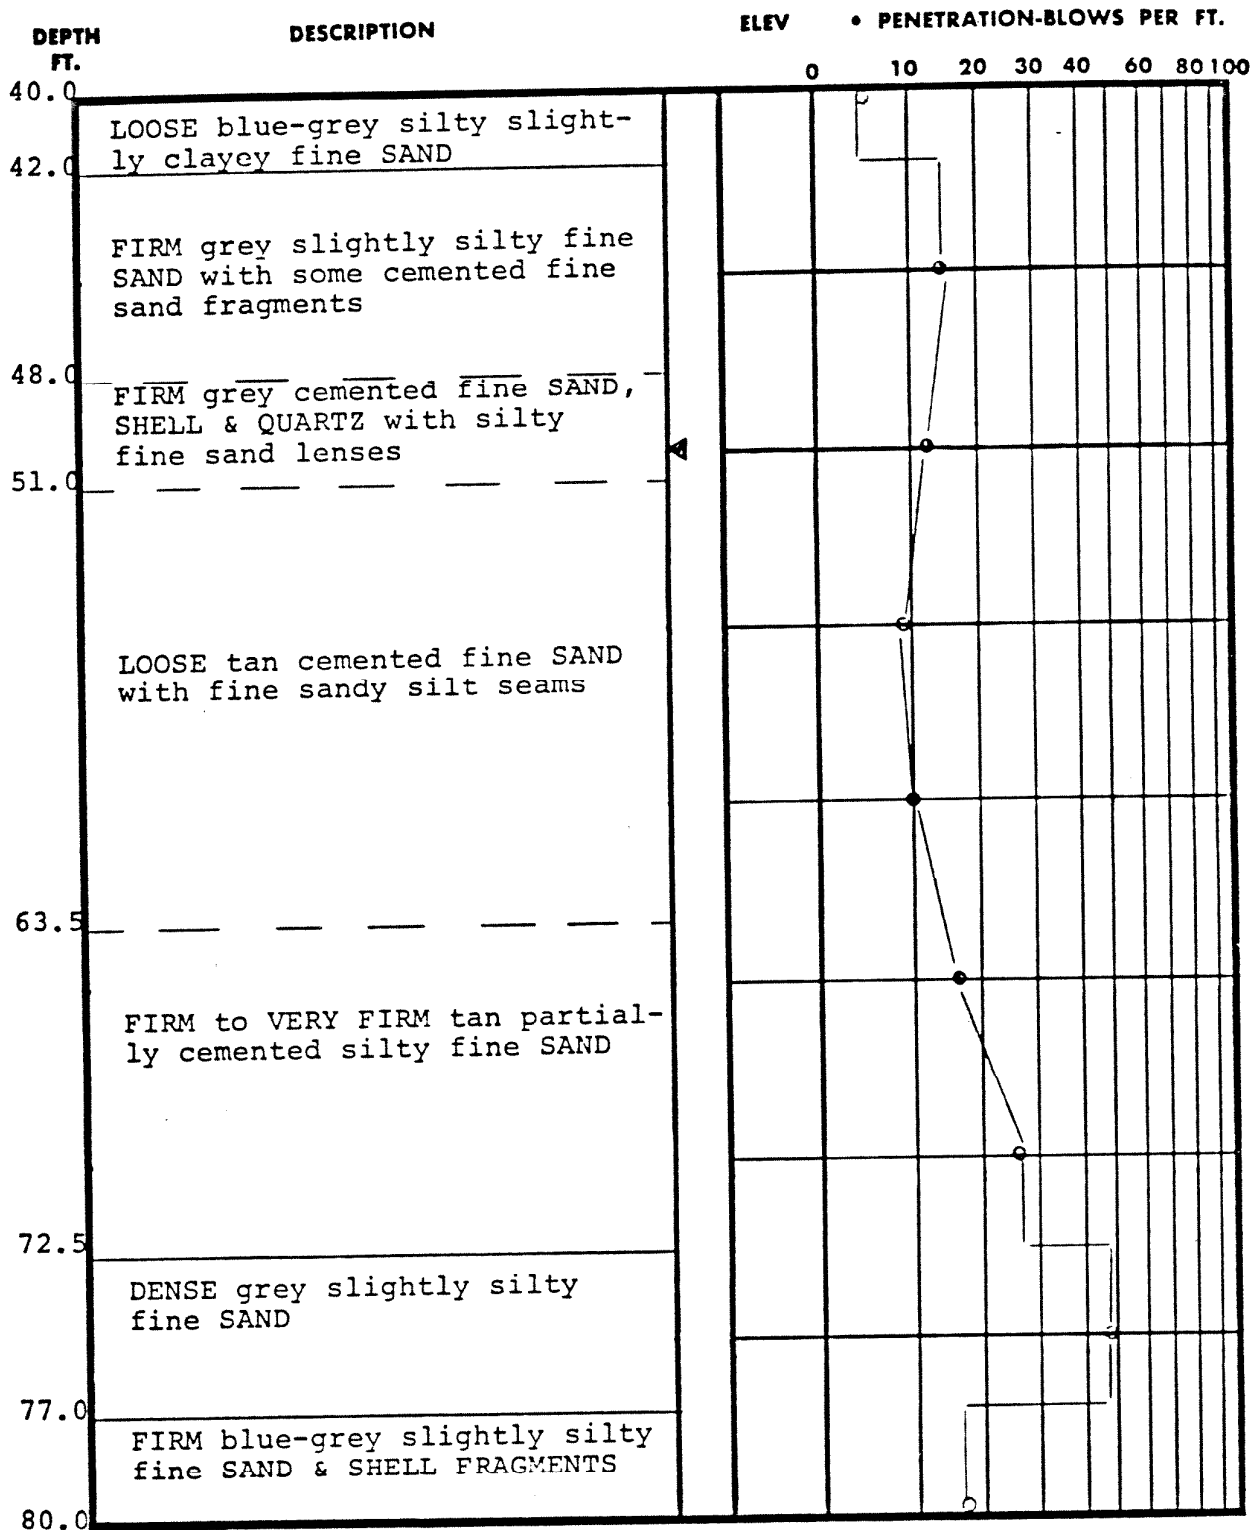 DEPTH FT. DESCRIPTION ELEV • PENETRATION-BLOWS PER FT.
0 10 20 30 40 60 80 100
40.0
LOOSE blue-grey silty slight-
ly clayey fine SAND
42.0
FIRM grey slightly silty fine
SAND with some cemented fine
sand fragments
48.0
FIRM grey cemented fine SAND,
SHELL & QUARTZ with silty
fine sand lenses
51.0
LOOSE tan cemented fine SAND
with fine sandy silt seams
63.5
FIRM to VERY FIRM tan partial-
ly cemented silty fine SAND
72.5
DENSE grey slightly silty
fine SAND
77.0
FIRM blue-grey slightly silty
fine SAND & SHELL FRAGMENTS
80.0